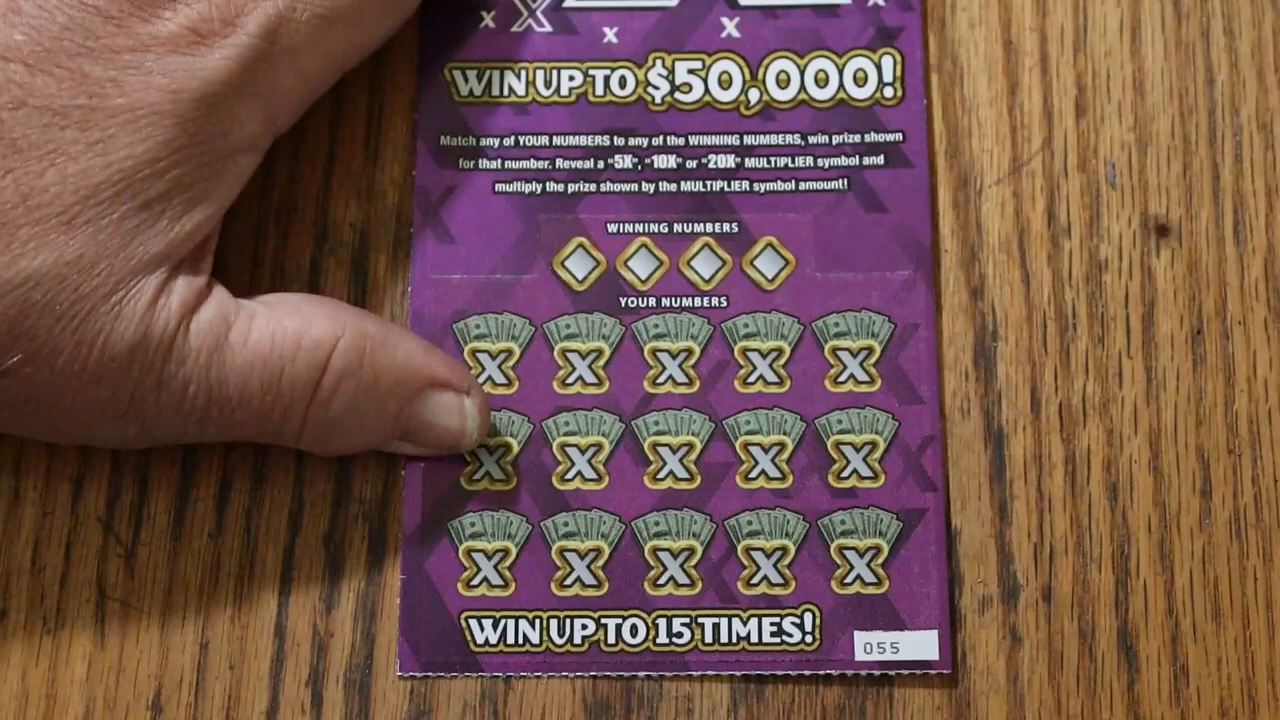 X X X X X
WIN UP TO $50,000!
Match any of YOUR NUMBERS to any of the WINNING NUMBERS, win prize shown
for that number. Reveal a "5X", "10X" or "20X" MULTIPLIER symbol and
multiply the prize shown by the MULTIPLIER symbol amount!
WINNING NUMBERS
YOUR NUMBERS
X X X X X
X X X X X
X X X X X
WIN UP TO 15 TIMES!
055